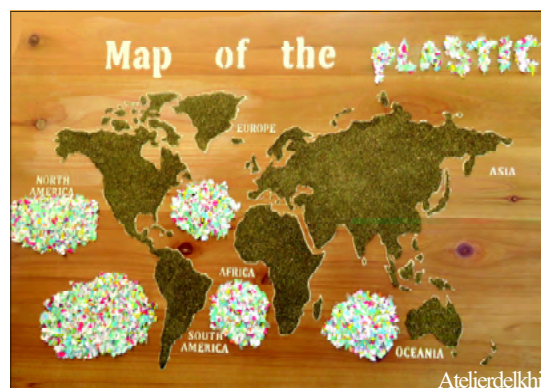 Map of the PLASTIC
EUROPE
ASIA
NORTH
AMERICA
AFRICA
SOUTH
AMERICA
OCEANIA
Atelierdelkhi